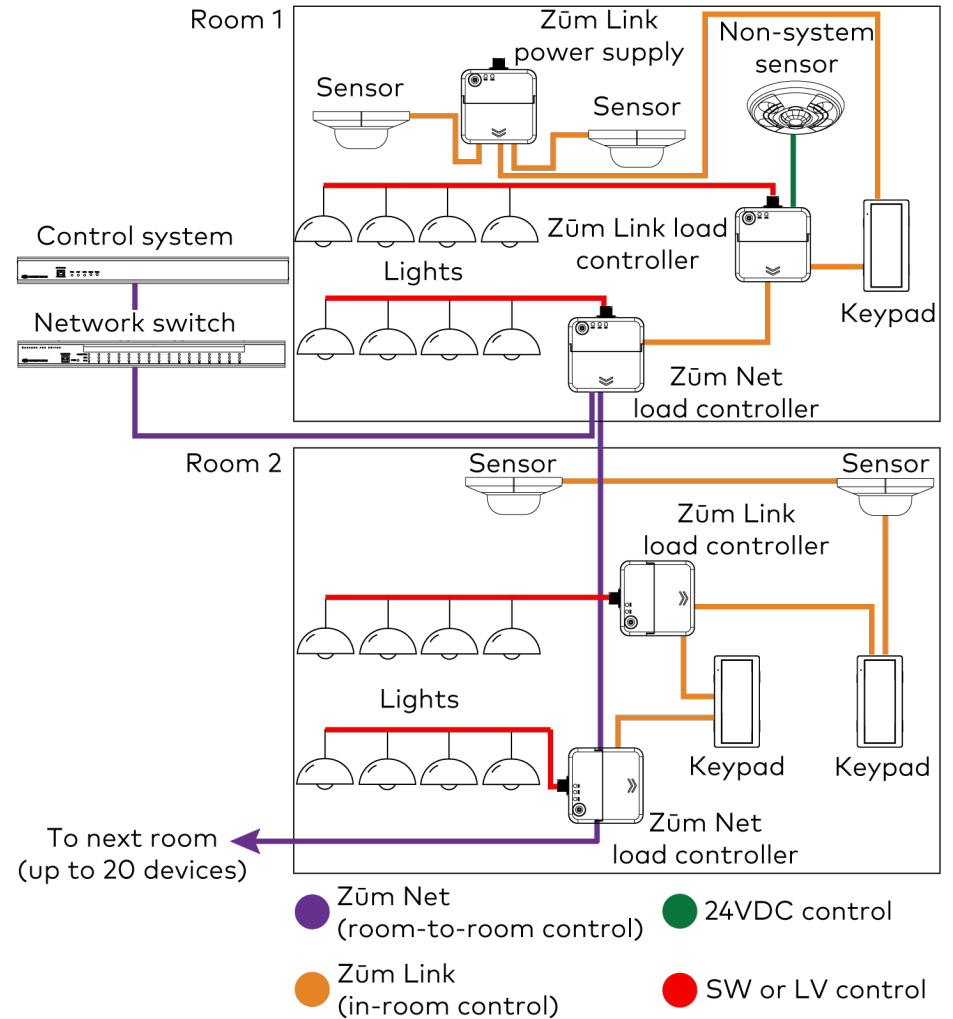 Room 1
Zūm Link
power supply
Non-system
sensor
Sensor
Sensor
Control system
Zūm Link load
controller
Lights
Keypad
Network switch
Zūm Net
load controller
Room 2
Sensor
Sensor
Zūm Link
load controller
Lights
Keypad
Keypad
To next room
(up to 20 devices)
Zūm Net
load controller
Zūm Net
(room-to-room control)
24VDC control
Zūm Link
(in-room control)
SW or LV control